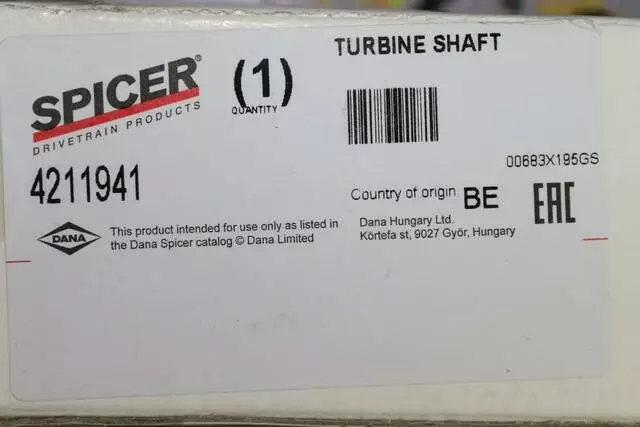 TURBINE SHAFT
SPICER®
DRIVETRAIN PRODUCTS
(1)
QUANTITY
00683X195GS
4211941
Country of origin BE
EAC
DANA
This product intended for use only as listed in
the Dana Spicer catalog © Dana Limited
Dana Hungary Ltd.
Körtefa st, 9027 Győr, Hungary